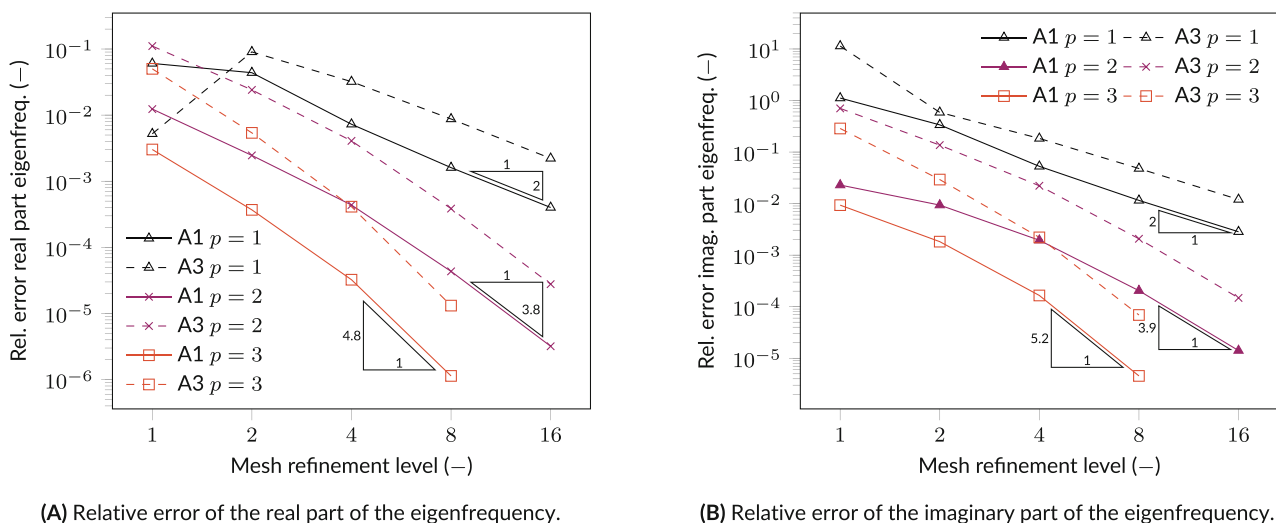 Rel. error real part eigenfreq. (−)
10⁻¹
10⁻²
10⁻³
10⁻⁴
10⁻⁵
10⁻⁶
1
2
1
3.8
4.8
1
A1 p = 1
A3 p = 1
A1 p = 2
A3 p = 2
A1 p = 3
A3 p = 3
1 2 4 8 16
Mesh refinement level (−)
(A) Relative error of the real part of the eigenfrequency.
Rel. error imag. part eigenfreq. (−)
10¹
10⁰
10⁻¹
10⁻²
10⁻³
10⁻⁴
10⁻⁵
A1 p = 1 A3 p = 1
A1 p = 2 A3 p = 2
A1 p = 3 A3 p = 3
2
1
3.9
1
5.2
1
1 2 4 8 16
Mesh refinement level (−)
(B) Relative error of the imaginary part of the eigenfrequency.